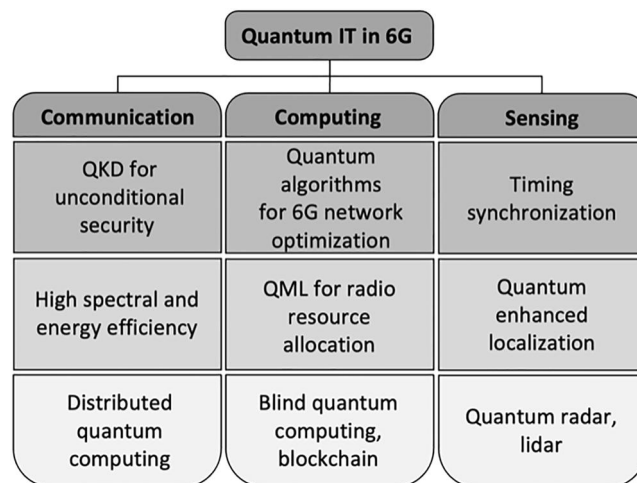 Quantum IT in 6G
Communication
Computing
Sensing
QKD for
unconditional
security
Quantum
algorithms
for 6G network
optimization
Timing
synchronization
High spectral and
energy efficiency
QML for radio
resource
allocation
Quantum
enhanced
localization
Distributed
quantum
computing
Blind quantum
computing,
blockchain
Quantum radar,
lidar